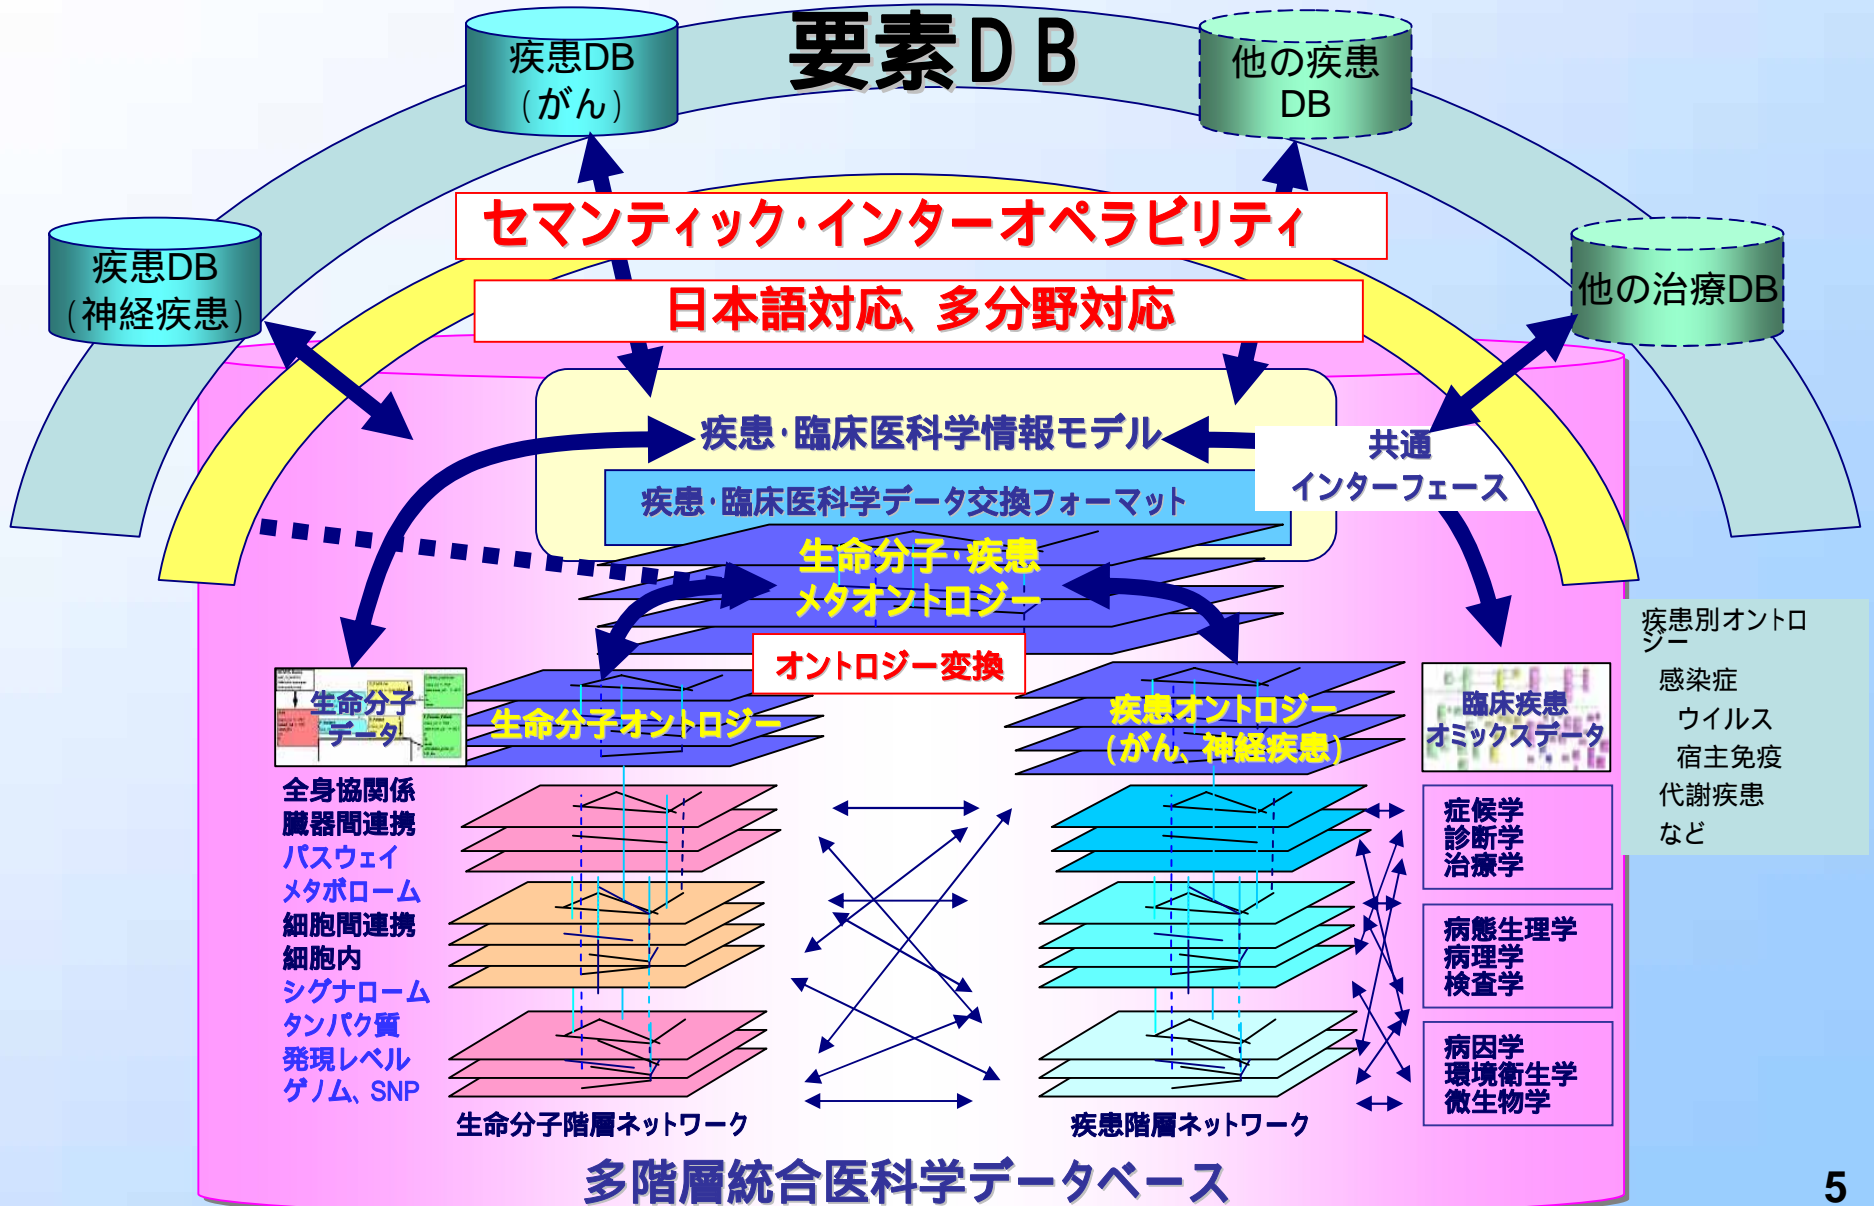 要素DB
疾患DB
(がん)
他の疾患
DB
疾患DB
(神経疾患)
他の治療DB
セマンティック・インターオペラビリティ
日本語対応、多分野対応
疾患・臨床医科学情報モデル
共通
インターフェース
疾患・臨床医科学データ交換フォーマット
生命分子・疾患
メタオントロジー
オントロジー変換
生命分子
データ
生命分子オントロジー
疾患オントロジー
(がん、神経疾患)
臨床疾患
オミックスデータ
疾患別オントロ
ジー
感染症
ウイルス
宿主免疫
代謝疾患
など
全身協関係
臓器間連携
パスウェイ
メタボローム
細胞間連携
細胞内
シグナローム
タンパク質
発現レベル
ゲノム、SNP
症候学
診断学
治療学
病態生理学
病理学
検査学
病因学
環境衛生学
微生物学
生命分子階層ネットワーク
疾患階層ネットワーク
多階層統合医科学データベース
5